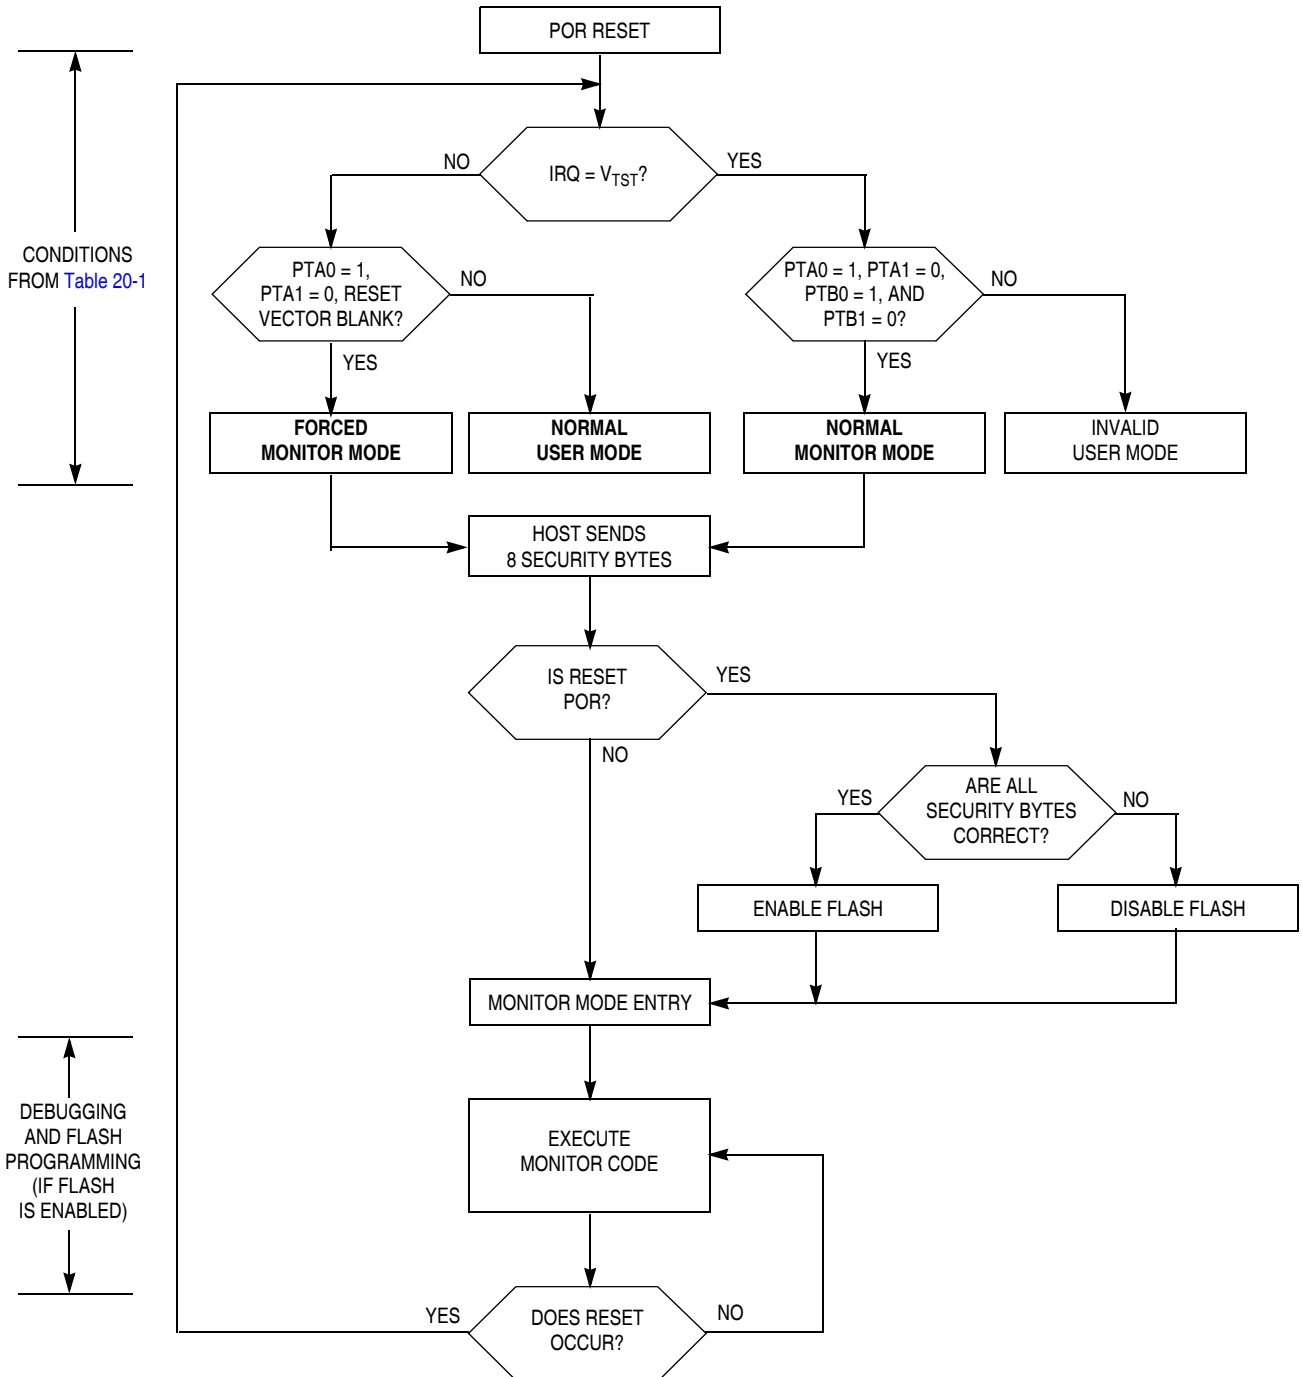 POR RESET
NO
YES
IRQ = VTST?
CONDITIONS
FROM Table 20-1
PTA0 = 1,
PTA1 = 0, RESET
VECTOR BLANK?
NO
YES
PTA0 = 1, PTA1 = 0,
PTB0 = 1, AND
PTB1 = 0?
NO
YES
FORCED
MONITOR MODE
NORMAL
USER MODE
NORMAL
MONITOR MODE
INVALID
USER MODE
HOST SENDS
8 SECURITY BYTES
IS RESET
POR?
YES
NO
ARE ALL
SECURITY BYTES
CORRECT?
YES
NO
ENABLE FLASH
DISABLE FLASH
MONITOR MODE ENTRY
DEBUGGING
AND FLASH
PROGRAMMING
(IF FLASH
IS ENABLED)
EXECUTE
MONITOR CODE
YES
DOES RESET
OCCUR?
NO